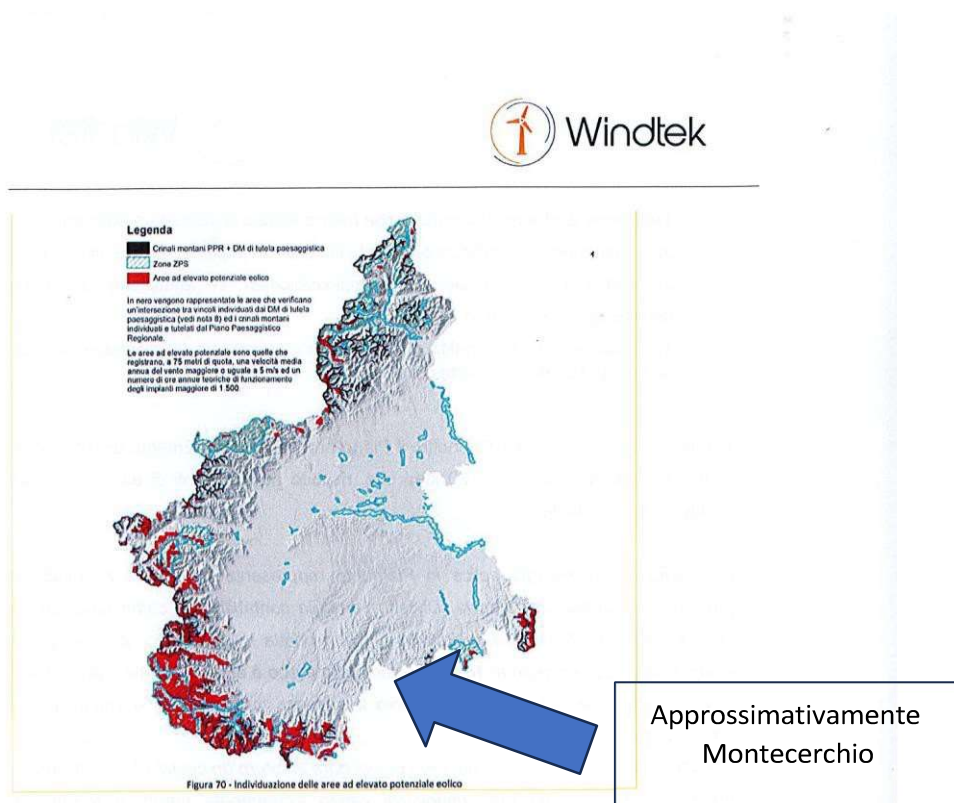 Windtek
Legenda
Crinali montani PPR + DM di tutela paesaggistica
Zone ZPS
Aree ad elevato potenziale eolico
In nero vengono rappresentate le aree che verificano
un'intersezione tra vincoli individuati dai DM di tutela
paesaggistica (vedi nota 8) ed i crinali montani
individuati e tutelati dal Piano Paesaggistico
Regionale.
Le aree ad elevato potenziale sono quelle che
registrano, a 75 metri di quota, una velocità media
annua del vento maggiore o uguale a 5 m/s ed un
numero di ore annue teoriche di funzionamento
degli impianti maggiore di 1.500.
Approssimativamente
Montecerchio
Figura 70 - Individuazione delle aree ad elevato potenziale eolico